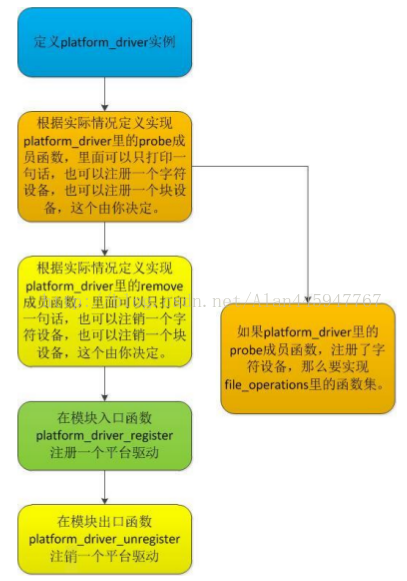 定义platform_driver实例
根据实际情况定义实现
platform_driver里的probe成
员函数，里面可以只打印一
句话，也可以注册一个字符
设备，也可以注册一个块设
备，这个由你决定。
根据实际情况定义实现
platform_driver里的remove
成员函数，里面可以只打印
一句话，也可以注销一个字
符设备，也可以注销一个块
设备，这个由你决定。
如果platform_driver里的
probe成员函数，注册了字
符设备，那么要实现
file_operations里的函数集。
在模块入口函数
platform_driver_register
注册一个平台驱动
在模块出口函数
platform_driver_unregister
注销一个平台驱动